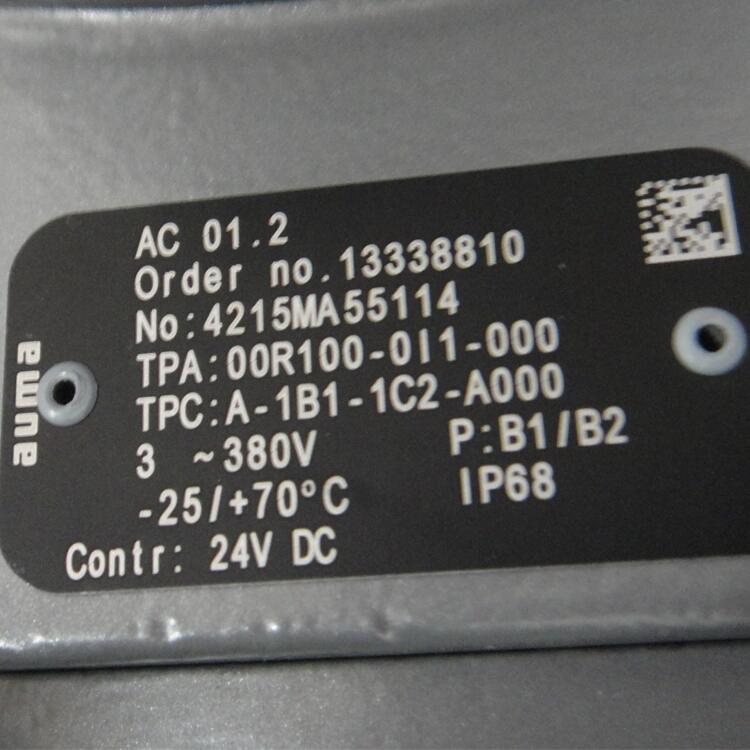 AC 01.2
Order no.13338810
No:4215MA55114
TPA:00R100-0I1-000
TPC:A-1B1-1C2-A000
3 ~380V P:B1/B2
-25/+70°C IP68
Contr: 24V DC
auma